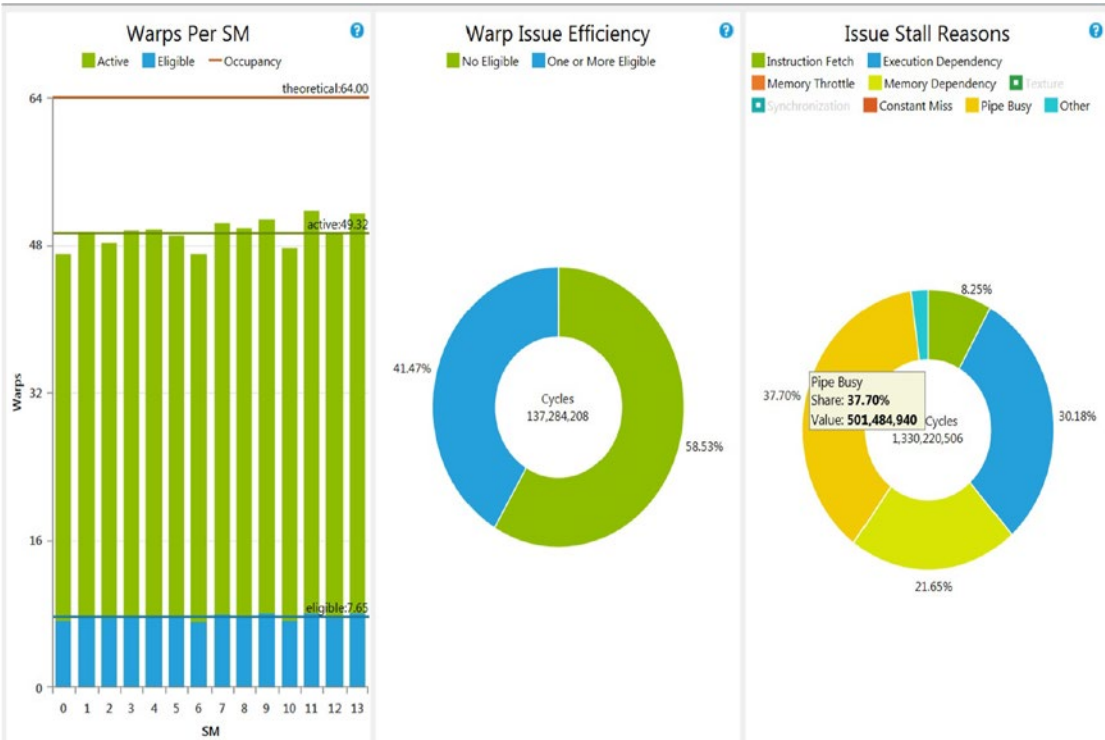 Warps Per SM
Active Eligible Occupancy
theoretical:64.00
64
active:49.32
48
32
Warps
16
eligible:7.65
0
0 1 2 3 4 5 6 7 8 9 10 11 12 13
SM
Warp Issue Efficiency
No Eligible One or More Eligible
41.47%
Cycles
137,284,208
58.53%
Issue Stall Reasons
Instruction Fetch Execution Dependency
Memory Throttle Memory Dependency Texture
Synchronization Constant Miss Pipe Busy Other
8.25%
37.70%
Pipe Busy
Share: 37.70%
Value: 501,484,940
Cycles
1,330,220,506
30.18%
21.65%